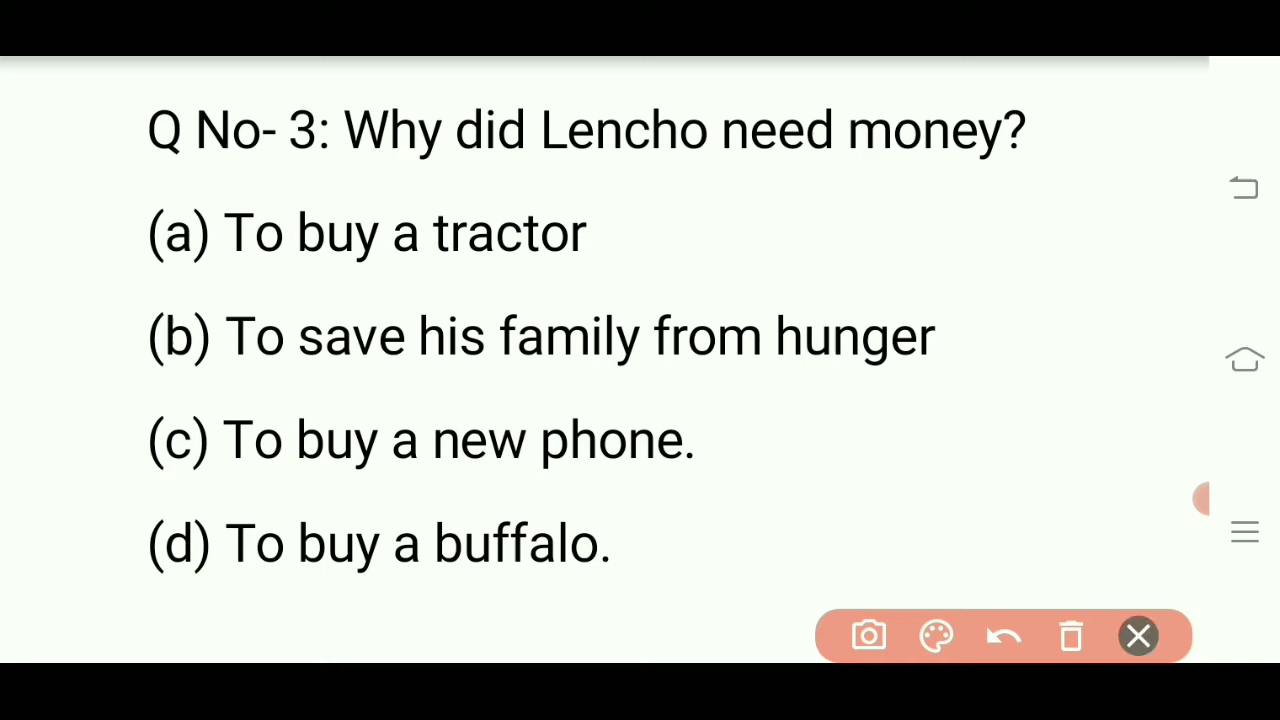 Q No- 3: Why did Lencho need money?
(a) To buy a tractor
(b) To save his family from hunger
(c) To buy a new phone.
(d) To buy a buffalo.